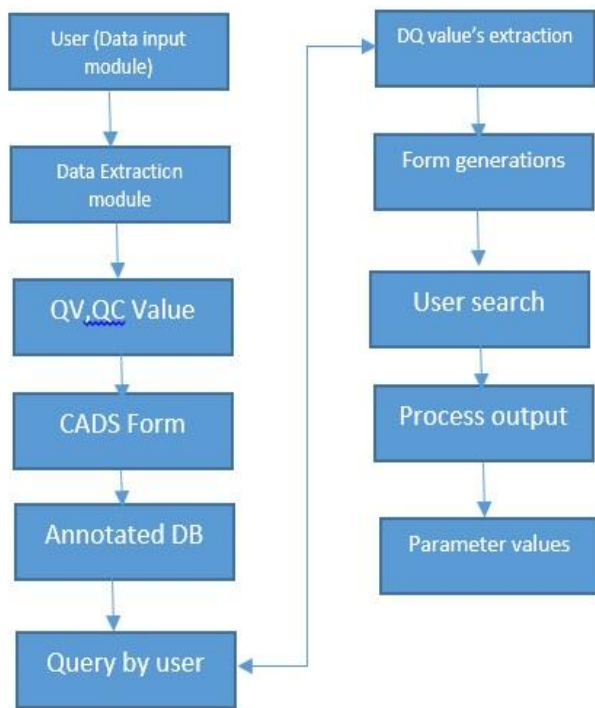 User (Data input
module)
Data Extraction
module
QV,QC Value
CADS Form
Annotated DB
Query by user
DQ value’s extraction
Form generations
User search
Process output
Parameter values